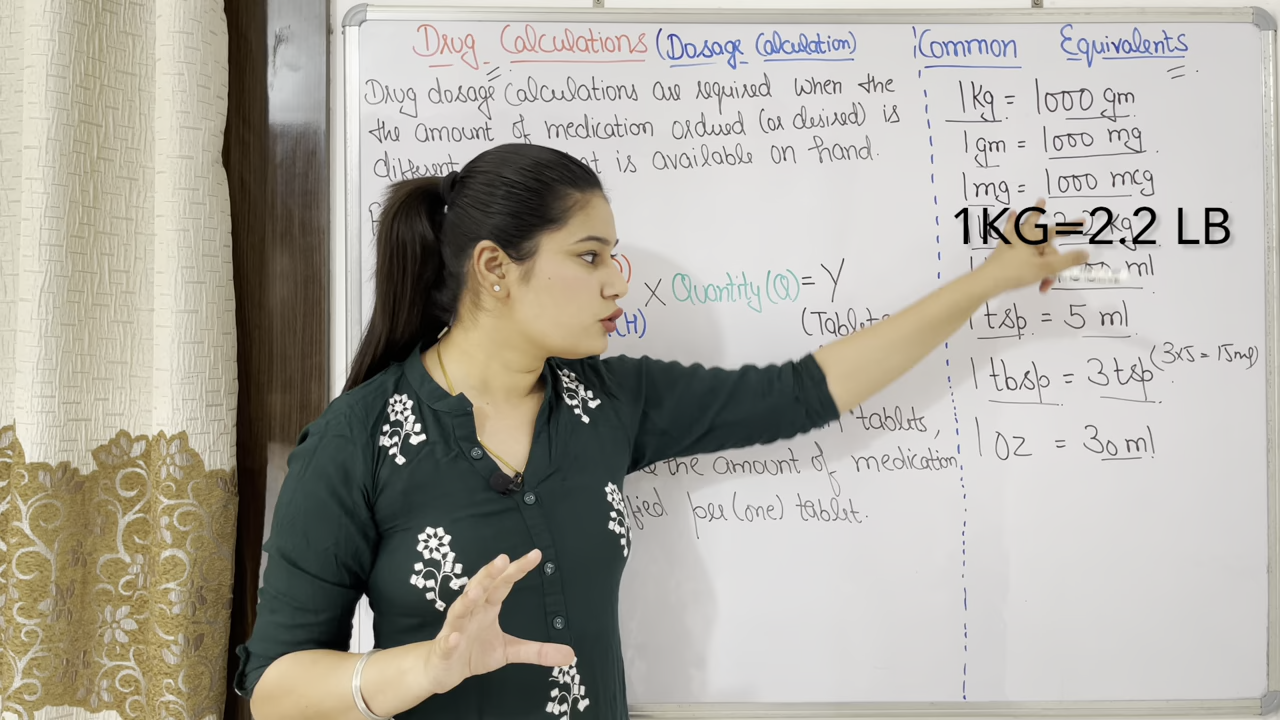 Drug Calculations (Dosage Calculation)
Drug dosage Calculations are required when the
the amount of medication ordered (or desired) is
different is available on hand.
X Quantity(Q) = Y
(H)
(Tablets
tablets,
the amount of medication
per (one) tablet.
Common Equivalents
1 Kg = 1000 gm
1 gm = 1000 mg
1 mg = 1000 mcg
1KG=2.2 LB
ml
1 tsp = 5 ml
1 tbsp = 3 tsp (3x5 = 15ml)
1 OZ = 30 ml